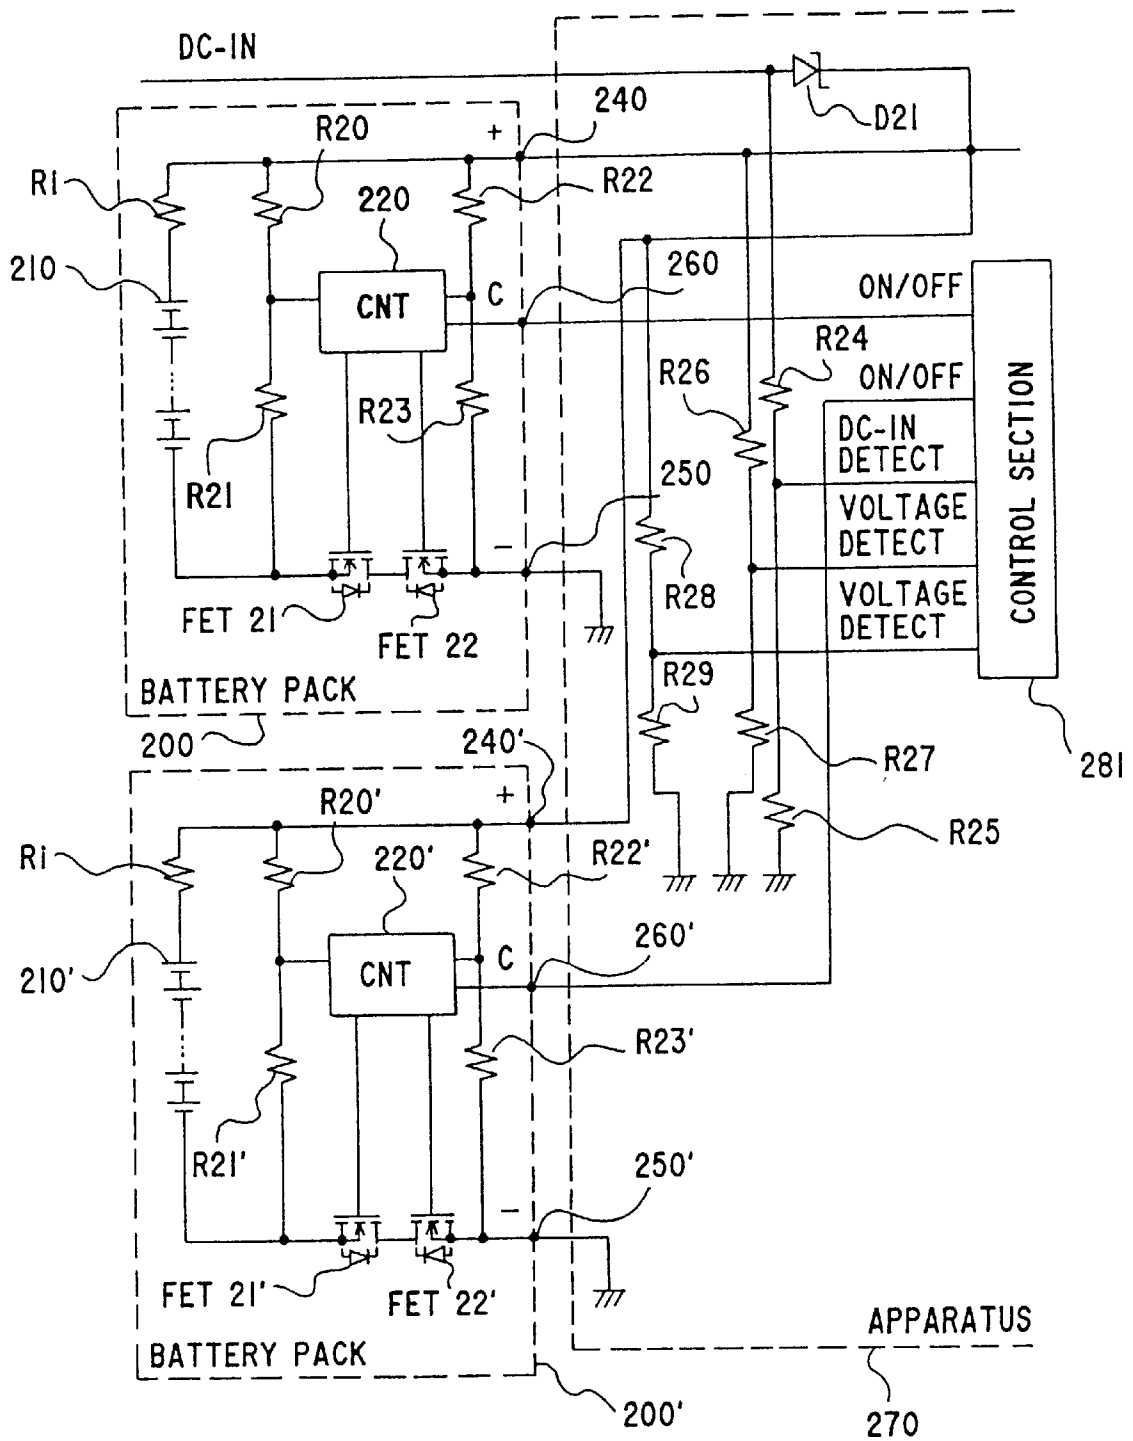 DC-IN
240
D21
+
R20
R22
R1
220
260
210
CNT
C
ON/OFF
R24
R26
ON/OFF
R23
DC-IN
DETECT
250
R21
VOLTAGE
DETECT
−
R28
FET 21
FET 22
VOLTAGE
DETECT
CONTROL SECTION
R29
BATTERY PACK
200
240'
R27
281
+
R20'
R25
R1
220'
R22'
260'
210'
CNT
C
R23'
R21'
250'
−
FET 21'
FET 22'
APPARATUS
BATTERY PACK
200'
270